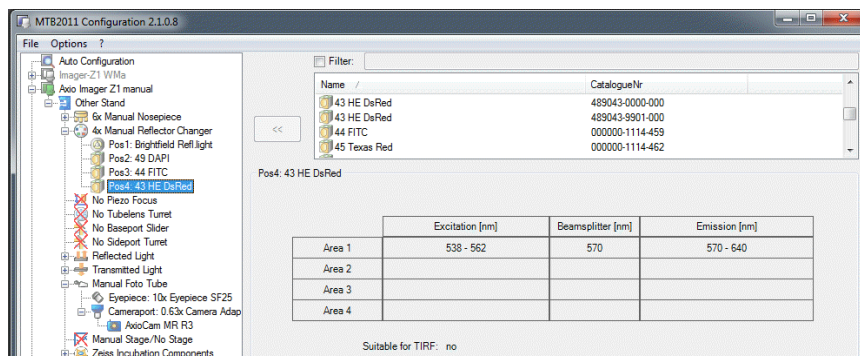 MTB2011 Configuration 2.1.0.8
File Options ?
Auto Configuration
Imager-Z1 WMa
Axio Imager Z1 manual
Other Stand
6x Manual Nosepiece
4x Manual Reflector Changer
Pos1: Brightfield Refl.light
Pos2: 49 DAPI
Pos3: 44 FITC
Pos4: 43 HE DsRed
No Piezo Focus
No Tubelens Turret
No Baseport Slider
No Sideport Turret
Reflected Light
Transmitted Light
Manual Foto Tube
Eyepiece: 10x Eyepiece SF25
Cameraport: 0.63x Camera Adap
AxioCam MR R3
Manual Stage/No Stage
Zeiss Incubation Components
<<
Filter:
Name / CatalogueNr
43 HE DsRed 489043-0000-000
43 HE DsRed 489043-9901-000
44 FITC 000000-1114-459
45 Texas Red 000000-1114-462
Pos4: 43 HE DsRed
Excitation [nm] Beamsplitter [nm] Emission [nm]
Area 1 538 - 562 570 570 - 640
Area 2
Area 3
Area 4
Suitable for TIRF: no